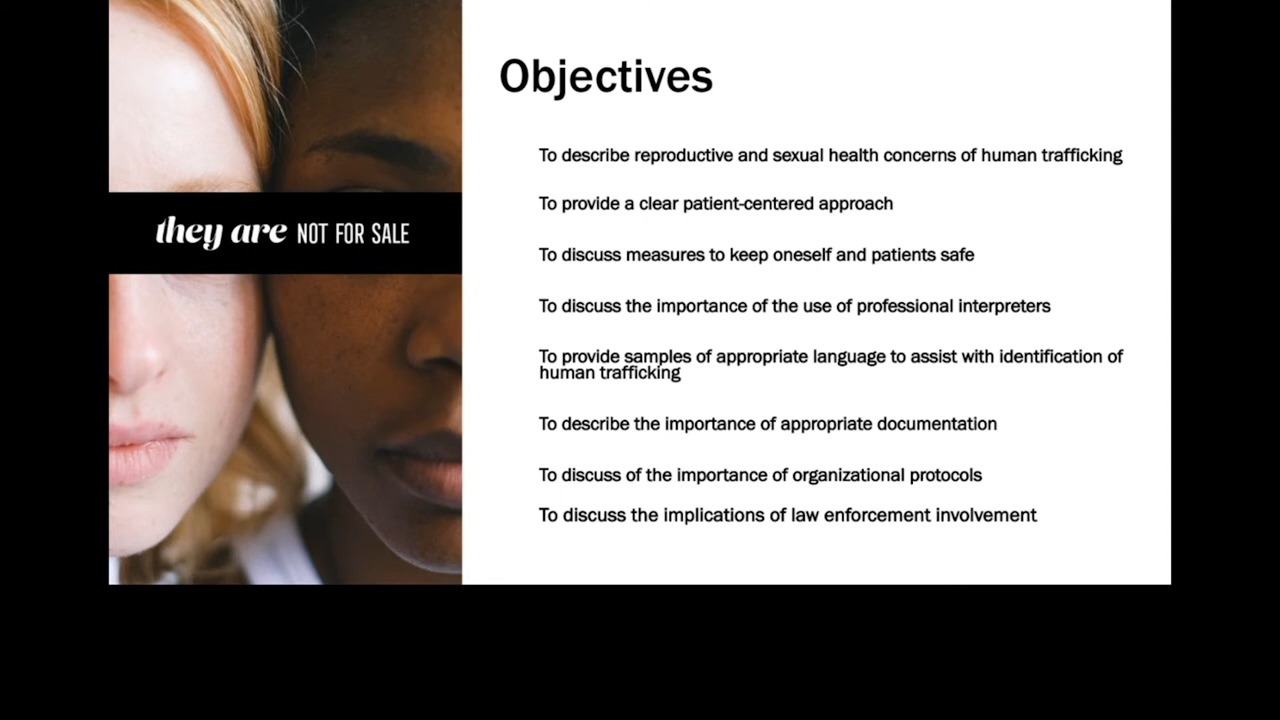 they are NOT FOR SALE
Objectives
To describe reproductive and sexual health concerns of human trafficking
To provide a clear patient-centered approach
To discuss measures to keep oneself and patients safe
To discuss the importance of the use of professional interpreters
To provide samples of appropriate language to assist with identification of
human trafficking
To describe the importance of appropriate documentation
To discuss of the importance of organizational protocols
To discuss the implications of law enforcement involvement